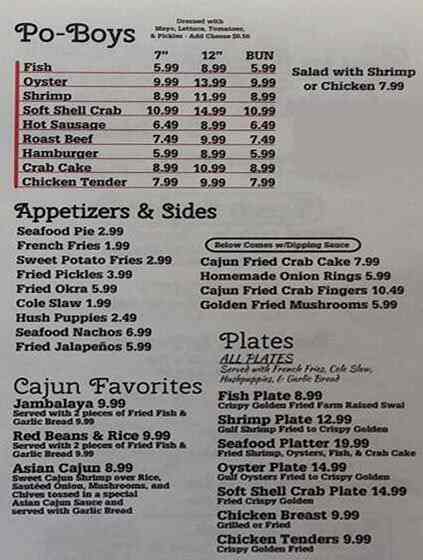 Po-Boys
Dressed with
Mayo, Lettuce, Tomatoes,
& Pickles - Add Cheese $0.50
7" 12" BUN
Fish 5.99 8.99 5.99
Oyster 9.99 13.99 9.99
Shrimp 8.99 11.99 8.99
Soft Shell Crab 10.99 14.99 10.99
Hot Sausage 6.49 8.99 6.49
Roast Beef 7.49 9.99 7.49
Hamburger 5.99 8.99 5.99
Crab Cake 8.99 10.99 8.99
Chicken Tender 7.99 9.99 7.99
Salad with Shrimp
or Chicken 7.99
Appetizers & Sides
Seafood Pie 2.99
French Fries 1.99
Sweet Potato Fries 2.99
Fried Pickles 3.99
Fried Okra 5.99
Cole Slaw 1.99
Hush Puppies 2.49
Seafood Nachos 6.99
Fried Jalapeños 5.99
Below Comes w/Dipping Sauce
Cajun Fried Crab Cake 7.99
Homemade Onion Rings 5.99
Cajun Fried Crab Fingers 10.49
Golden Fried Mushrooms 5.99
Cajun Favorites
Jambalaya 9.99
Served with 2 pieces of Fried Fish &
Garlic Bread 9.99
Red Beans & Rice 9.99
Served with 2 pieces of Fried Fish &
Garlic Bread 9.99
Asian Cajun 8.99
Sweet Cajun Shrimp over Rice,
Sautéed Onion, Mushrooms, and
Chives tossed in a special
Asian Cajun Sauce and
served with Garlic Bread
Plates
ALL PLATES
Served with French Fries, Cole Slaw,
Hushpuppies, & Garlic Bread
Fish Plate 8.99
Crispy Golden Fried Farm Raised Swai
Shrimp Plate 12.99
Gulf Shrimp Fried to Crispy Golden
Seafood Platter 19.99
Fried Shrimp, Oysters, Fish, & Crab Cake
Oyster Plate 14.99
Gulf Oysters Fried to Crispy Golden
Soft Shell Crab Plate 14.99
Fried Crispy Golden
Chicken Breast 9.99
Grilled or Fried
Chicken Tenders 9.99
Crispy Golden Fried